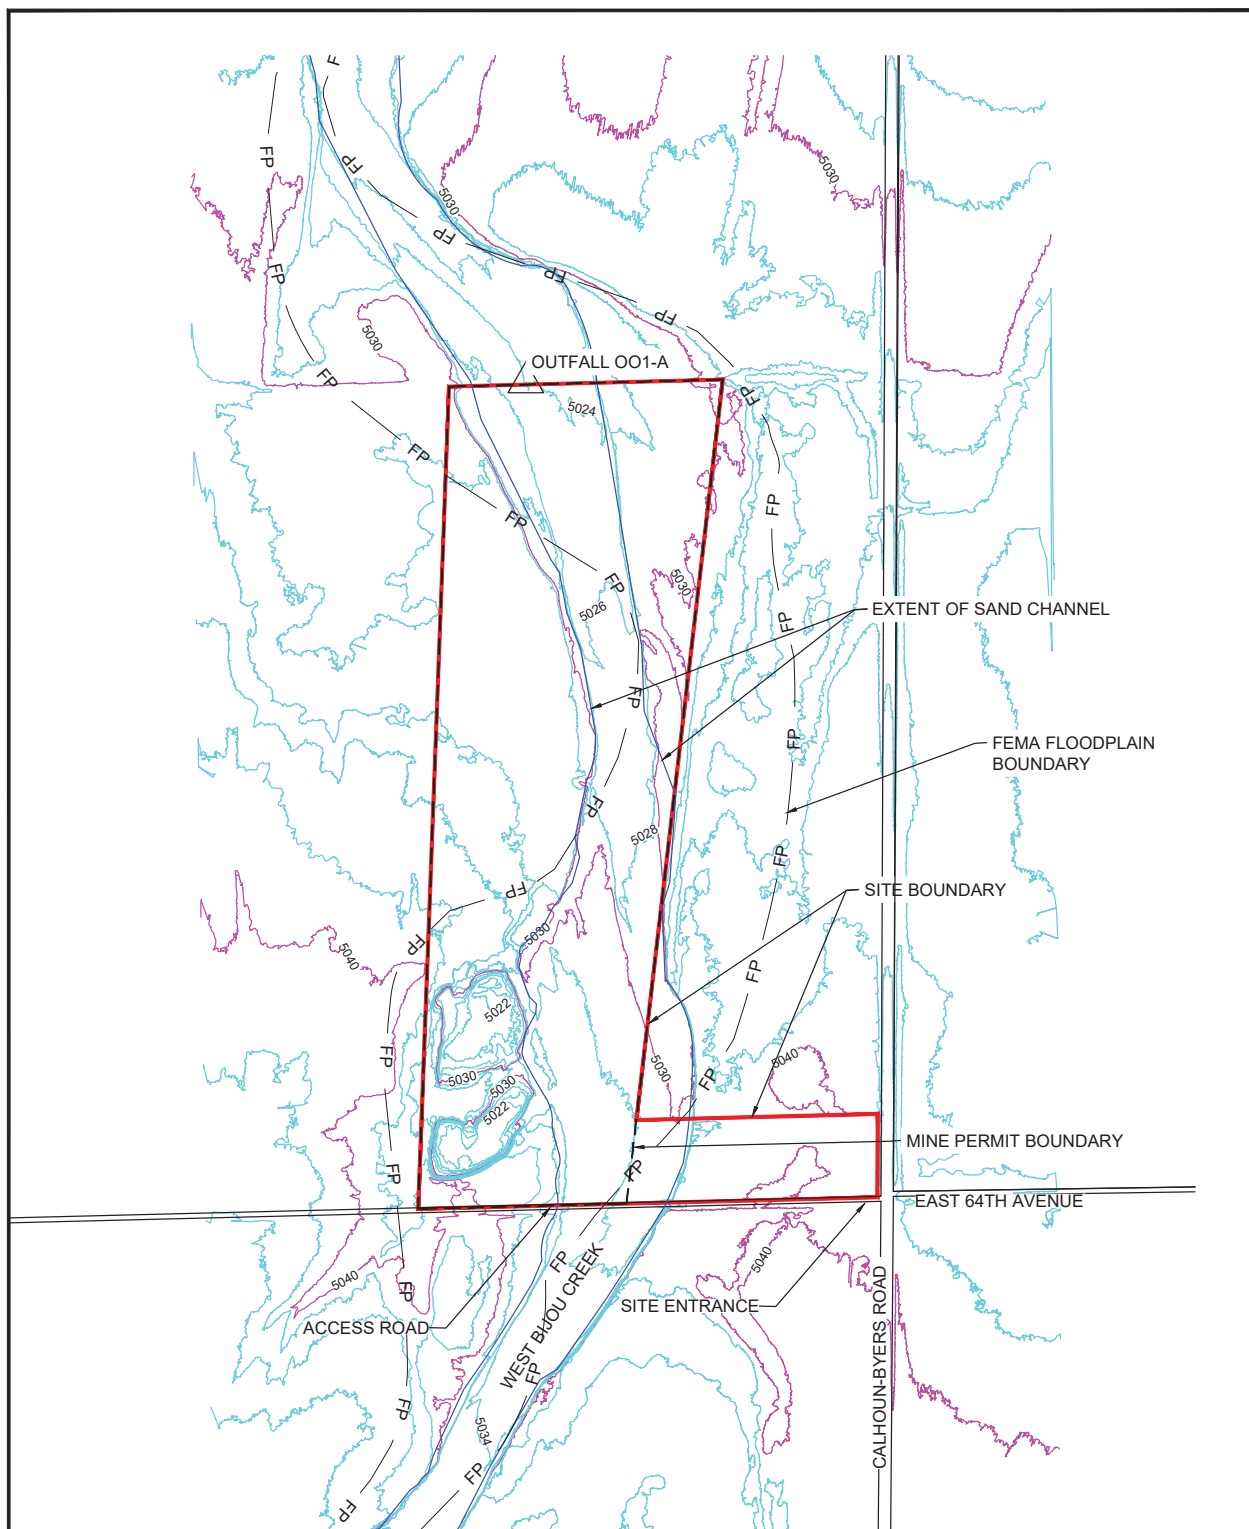 FP
FP
FP
5030
5030
FP
FP
FP
FP
5030
FP
OUTFALL OO1-A
FP
5024
FP
FP
FP
FP
5030
5026
EXTENT OF SAND CHANNEL
FP
FP
FEMA FLOODPLAIN
BOUNDARY
FP
FP
5028
FP
SITE BOUNDARY
FP
5030
FP
5040
FP
5022
FP
5030
5030
5030
5040
FP
5022
MINE PERMIT BOUNDARY
FP
FP
EAST 64TH AVENUE
FP
5040
WEST BIJOU CREEK
5040
FP
SITE ENTRANCE
ACCESS ROAD
CALHOUN-BYERS ROAD
FP
FP
5034
FP
FP